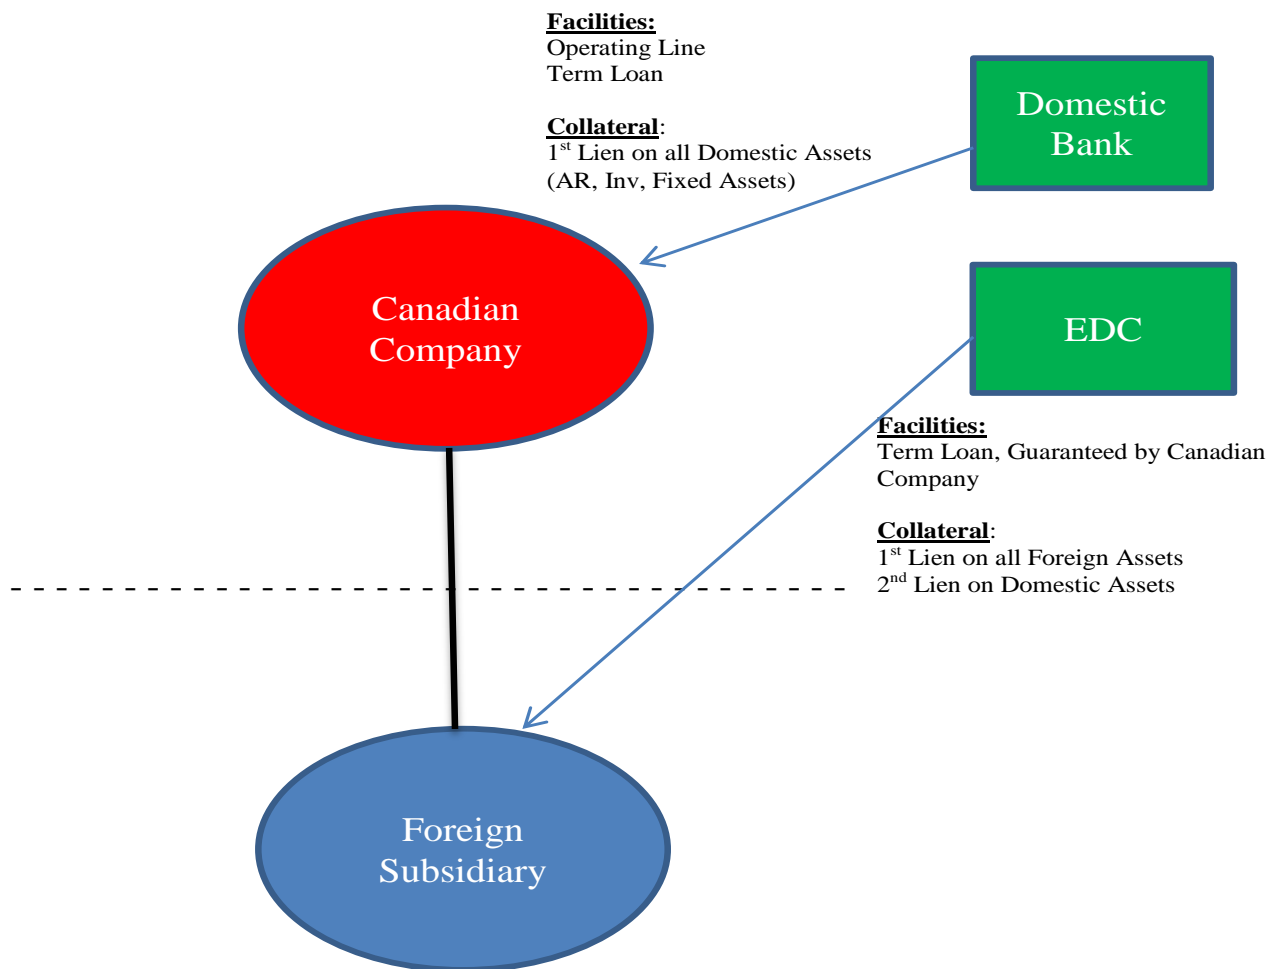 Facilities:
Operating Line
Term Loan
Collateral:
1st Lien on all Domestic Assets
(AR, Inv, Fixed Assets)
Domestic
Bank
Canadian
Company
EDC
Facilities:
Term Loan, Guaranteed by Canadian
Company
Collateral:
1st Lien on all Foreign Assets
2nd Lien on Domestic Assets
Foreign
Subsidiary